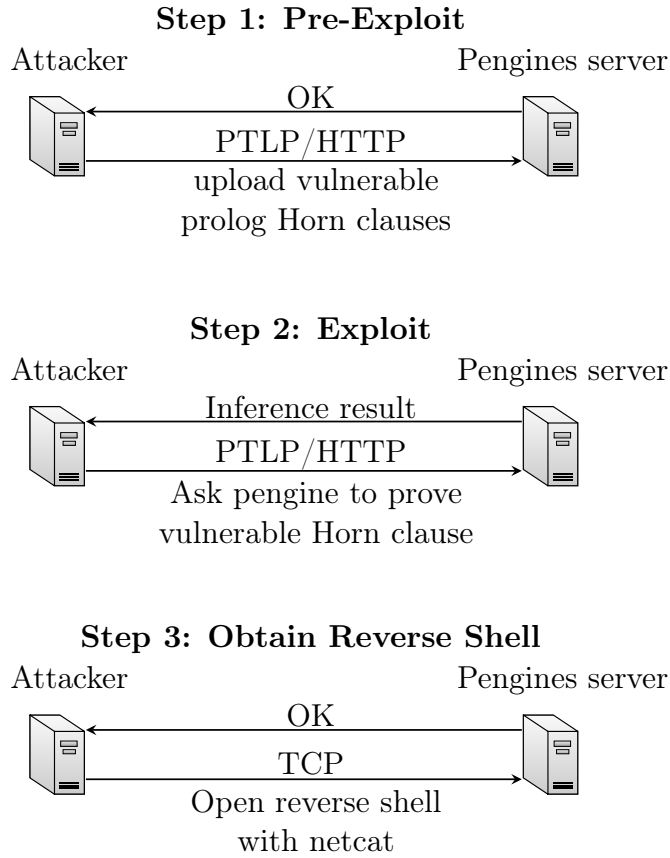 Step 1: Pre-Exploit
Attacker
Pengines server
OK
PTLP/HTTP
upload vulnerable
prolog Horn clauses
Step 2: Exploit
Attacker
Pengines server
Inference result
PTLP/HTTP
Ask pengine to prove
vulnerable Horn clause
Step 3: Obtain Reverse Shell
Attacker
Pengines server
OK
TCP
Open reverse shell
with netcat